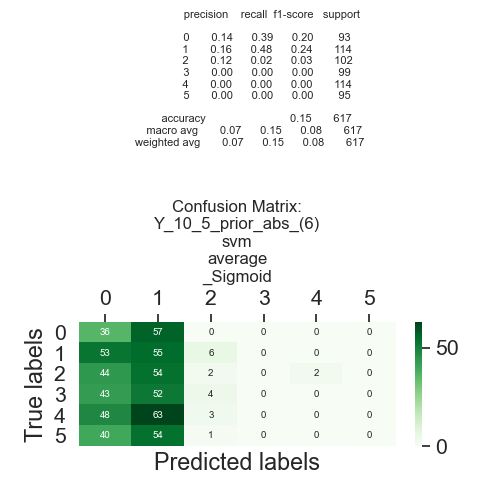 precision recall f1-score support
0 0.14 0.39 0.20 93
1 0.16 0.48 0.24 114
2 0.12 0.02 0.03 102
3 0.00 0.00 0.00 99
4 0.00 0.00 0.00 114
5 0.00 0.00 0.00 95
accuracy 0.15 617
macro avg 0.07 0.15 0.08 617
weighted avg 0.07 0.15 0.08 617
Confusion Matrix:
Y_10_5_prior_abs_(6)
svm
average
_Sigmoid
0 1 2 3 4 5
0 36 57 0 0 0 0
1 53 55 6 0 0 0
2 44 54 2 0 2 0
3 43 52 4 0 0 0
4 48 63 3 0 0 0
5 40 54 1 0 0 0
True labels
Predicted labels
50
0